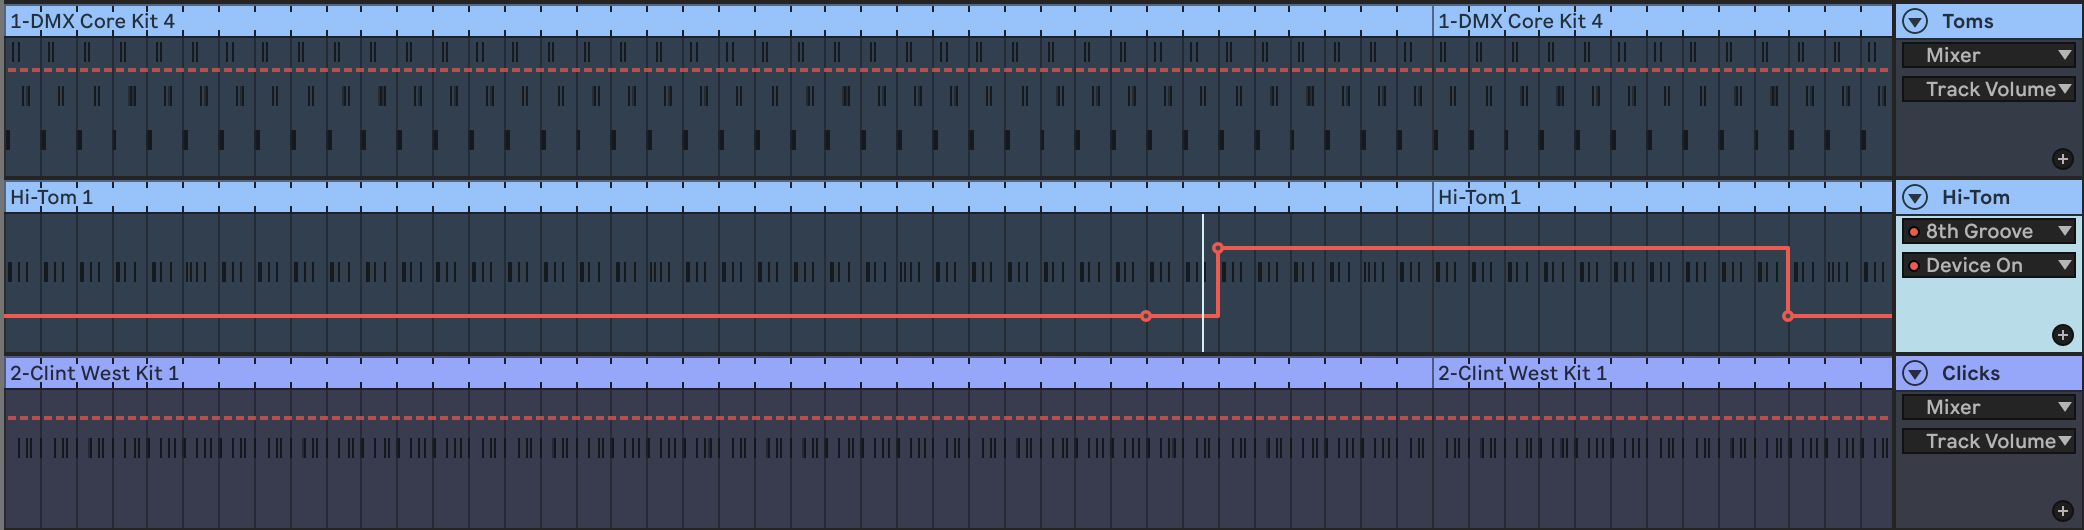 1-DMX Core Kit 4
1-DMX Core Kit 4
Toms
Mixer
Track Volume
Hi-Tom 1
Hi-Tom 1
Hi-Tom
8th Groove
Device On
2-Clint West Kit 1
2-Clint West Kit 1
Clicks
Mixer
Track Volume